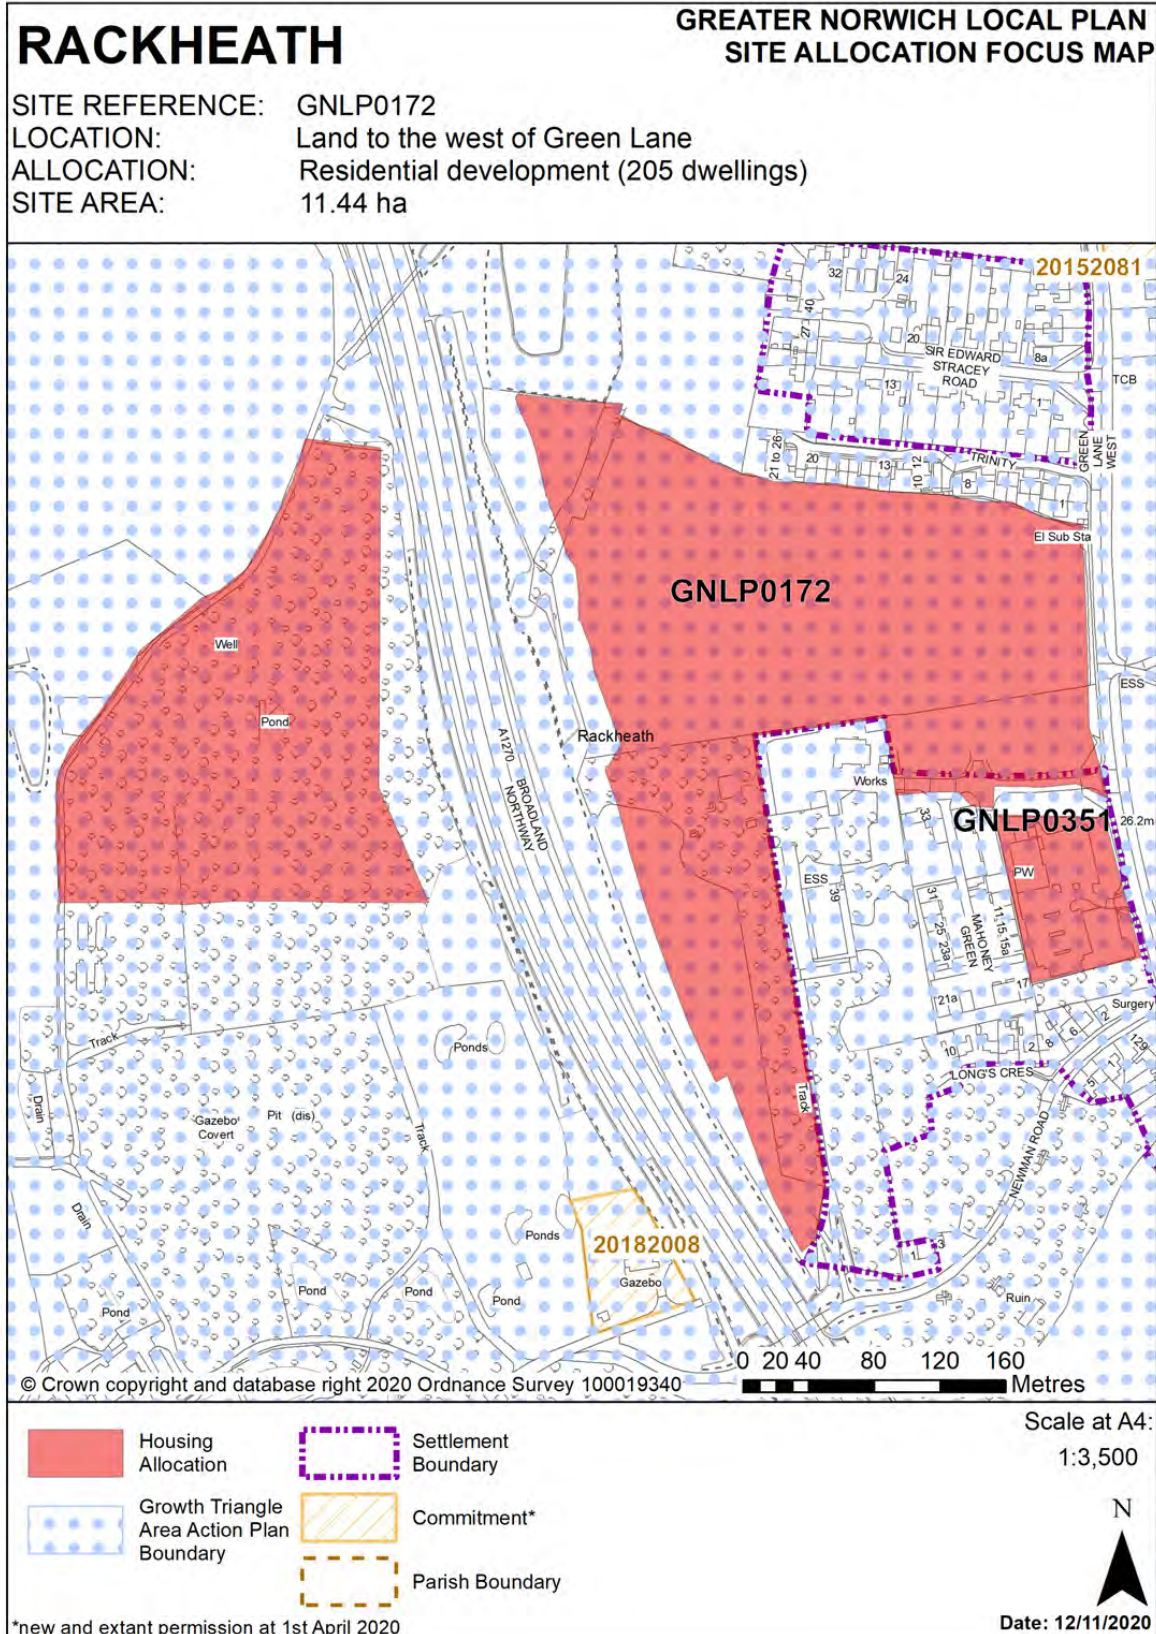 RACKHEATH
GREATER NORWICH LOCAL PLAN
SITE ALLOCATION FOCUS MAP
SITE REFERENCE: GNLP0172
LOCATION: Land to the west of Green Lane
ALLOCATION: Residential development (205 dwellings)
SITE AREA: 11.44 ha
20152081
32
24
40
27
20
SIR EDWARD
STRACEY
ROAD
8a
13
1
TCB
GREEN
LANE
WEST
21 to 26
20
13
10 12
TRINITY
8
1
El Sub Sta
GNLP0172
Well
Pond
ESS
Rackheath
A1270
BROADLAND
NORTHWAY
Works
33
GNLP0351
26.2m
PW
ESS
39
31
25
23a
MAHONEY
GREEN
11,15,15a
17
21a
Surgery
2
6
8
2
10
129
1
5
LONG'S CRES
Track
Ponds
Track
Drain
Gazebo
Covert
Pit (dis)
Track
NEWMAN ROAD
Drain
Ponds
20182008
3
1
Gazebo
Pond
Pond
Pond
Pond
Ruin
0 20 40 80 120 160
Metres
© Crown copyright and database right 2020 Ordnance Survey 100019340
Housing
Allocation
Settlement
Boundary
Scale at A4:
1:3,500
Growth Triangle
Area Action Plan
Boundary
Commitment*
Parish Boundary
N
*new and extant permission at 1st April 2020
Date: 12/11/2020